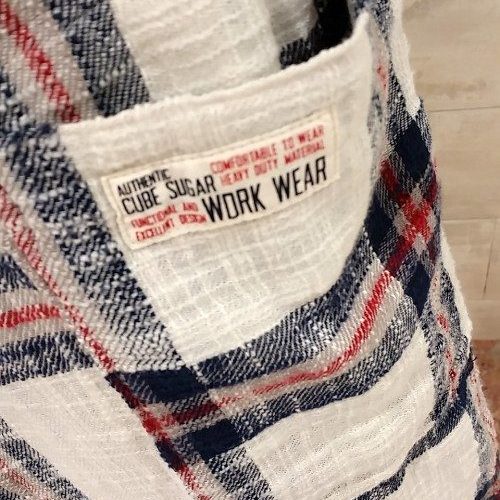 AUTHENTIC
CUBE SUGAR
FUNCTIONAL AND
EXCELLENT DESIGN
COMFORTABLE TO WEAR
HEAVY DUTY MATERIAL
WORK WEAR